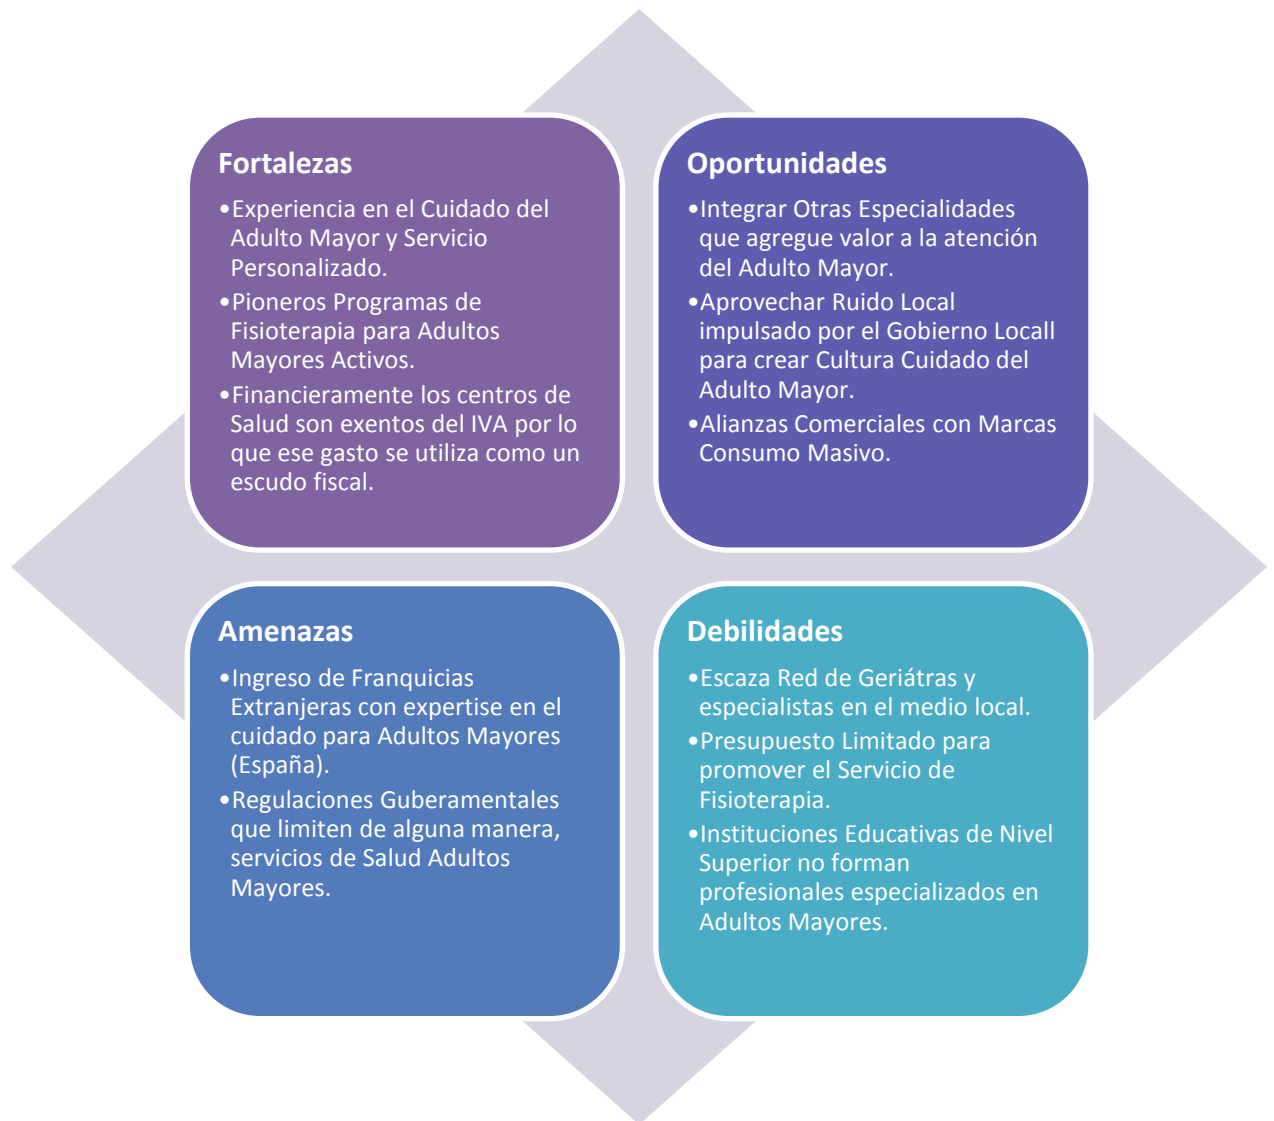 Fortalezas
•Experiencia en el Cuidado del
Adulto Mayor y Servicio
Personalizado.
•Pioneros Programas de
Fisioterapia para Adultos
Mayores Activos.
•Financieramente los centros de
Salud son exentos del IVA por lo
que ese gasto se utiliza como un
escudo fiscal.
Oportunidades
•Integrar Otras Especialidades
que agregue valor a la atención
del Adulto Mayor.
•Aprovechar Ruido Local
impulsado por el Gobierno Locall
para crear Cultura Cuidado del
Adulto Mayor.
•Alianzas Comerciales con Marcas
Consumo Masivo.
Amenazas
•Ingreso de Franquicias
Extranjeras con expertise en el
cuidado para Adultos Mayores
(España).
•Regulaciones Guberamentales
que limiten de alguna manera,
servicios de Salud Adultos
Mayores.
Debilidades
•Escaza Red de Geriátras y
especialistas en el medio local.
•Presupuesto Limitado para
promover el Servicio de
Fisioterapia.
•Instituciones Educativas de Nivel
Superior no forman
profesionales especializados en
Adultos Mayores.